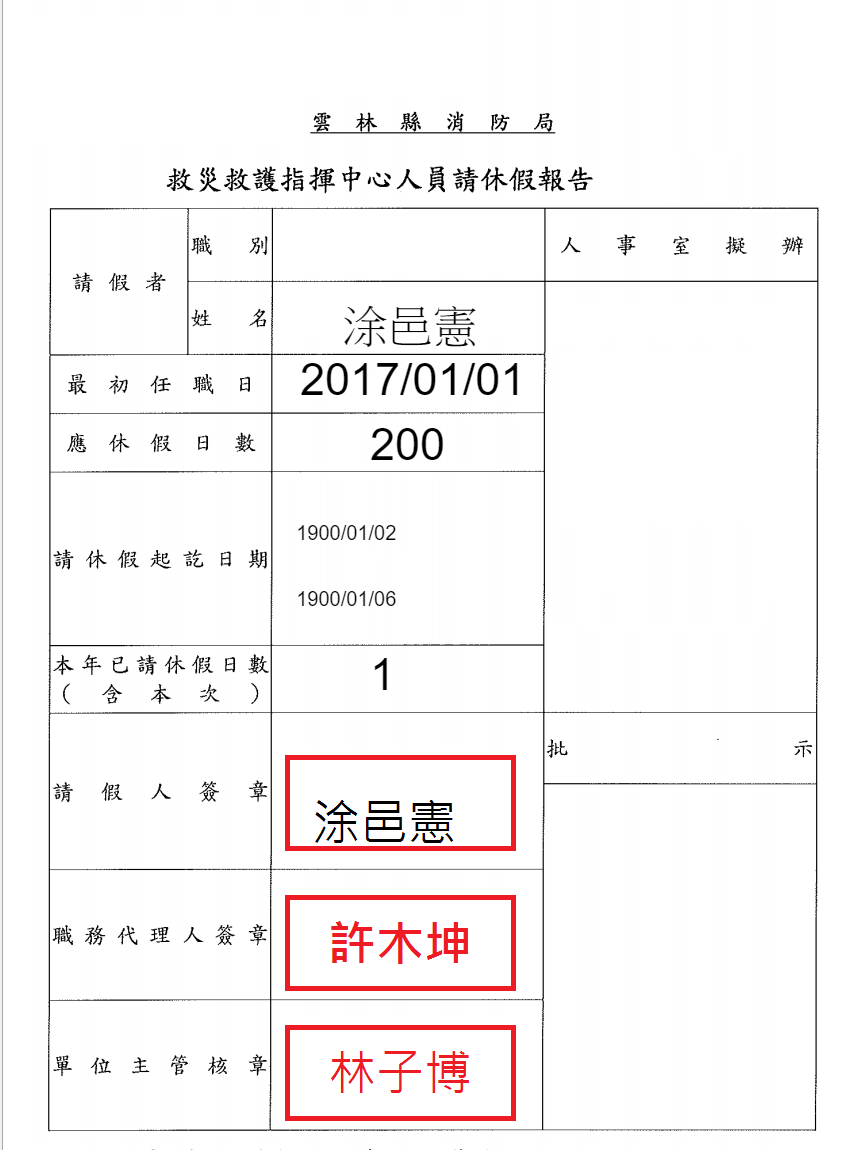 雲林縣消防局
救災救護指揮中心人員請休假報告
請假者
職別
人事室擬辦
姓名
涂邑憲
最初任職日
2017/01/01
應休假日數
200
請休假起訖日期
1900/01/02
1900/01/06
本年已請休假日數
（含本次）
1
批示
請假人簽章
涂邑憲
職務代理人簽章
許木坤
單位主管核章
林子博